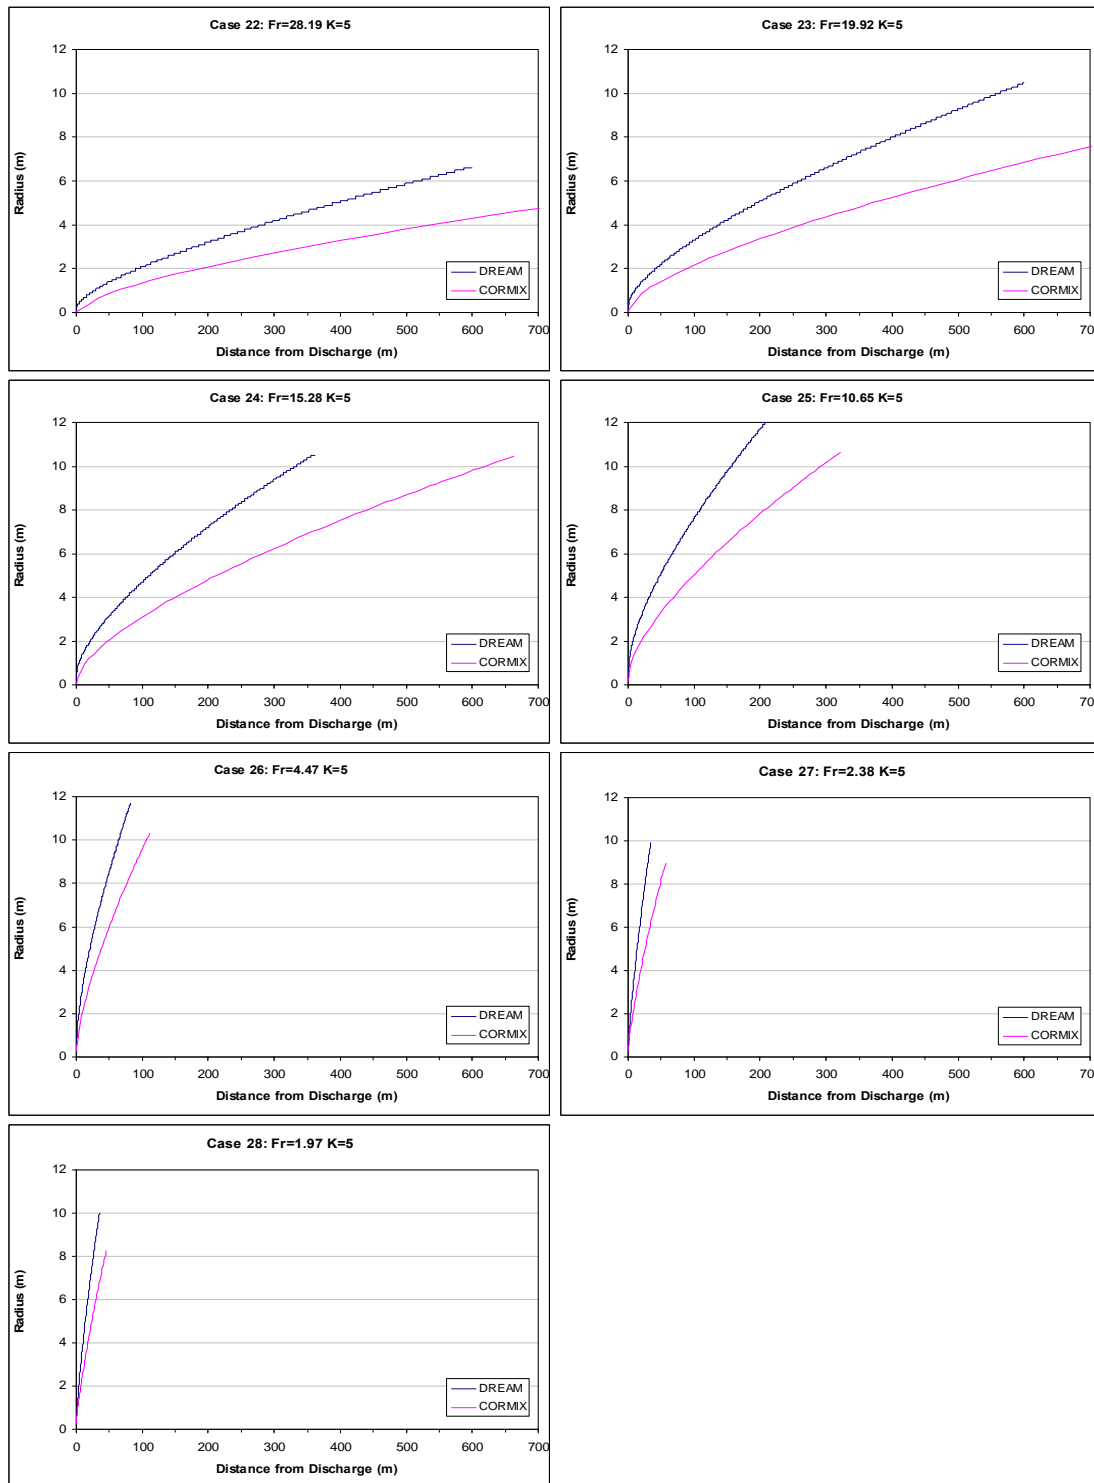 Case 22: Fr=28.19 K=5
12
10
8
6
4
2
0
Radius (m)
DREAM
CORMIX
0 100 200 300 400 500 600 700
Distance from Discharge (m)
Case 23: Fr=19.92 K=5
12
10
8
6
4
2
0
Radius (m)
DREAM
CORMIX
0 100 200 300 400 500 600 700
Distance from Discharge (m)
Case 24: Fr=15.28 K=5
12
10
8
6
4
2
0
Radius (m)
DREAM
CORMIX
0 100 200 300 400 500 600 700
Distance from Discharge (m)
Case 25: Fr=10.65 K=5
12
10
8
6
4
2
0
Radius (m)
DREAM
CORMIX
0 100 200 300 400 500 600 700
Distance from Discharge (m)
Case 26: Fr=4.47 K=5
12
10
8
6
4
2
0
Radius (m)
DREAM
CORMIX
0 100 200 300 400 500 600 700
Distance from Discharge (m)
Case 27: Fr=2.38 K=5
12
10
8
6
4
2
0
Radius (m)
DREAM
CORMIX
0 100 200 300 400 500 600 700
Distance from Discharge (m)
Case 28: Fr=1.97 K=5
12
10
8
6
4
2
0
Radius (m)
DREAM
CORMIX
0 100 200 300 400 500 600 700
Distance from Discharge (m)